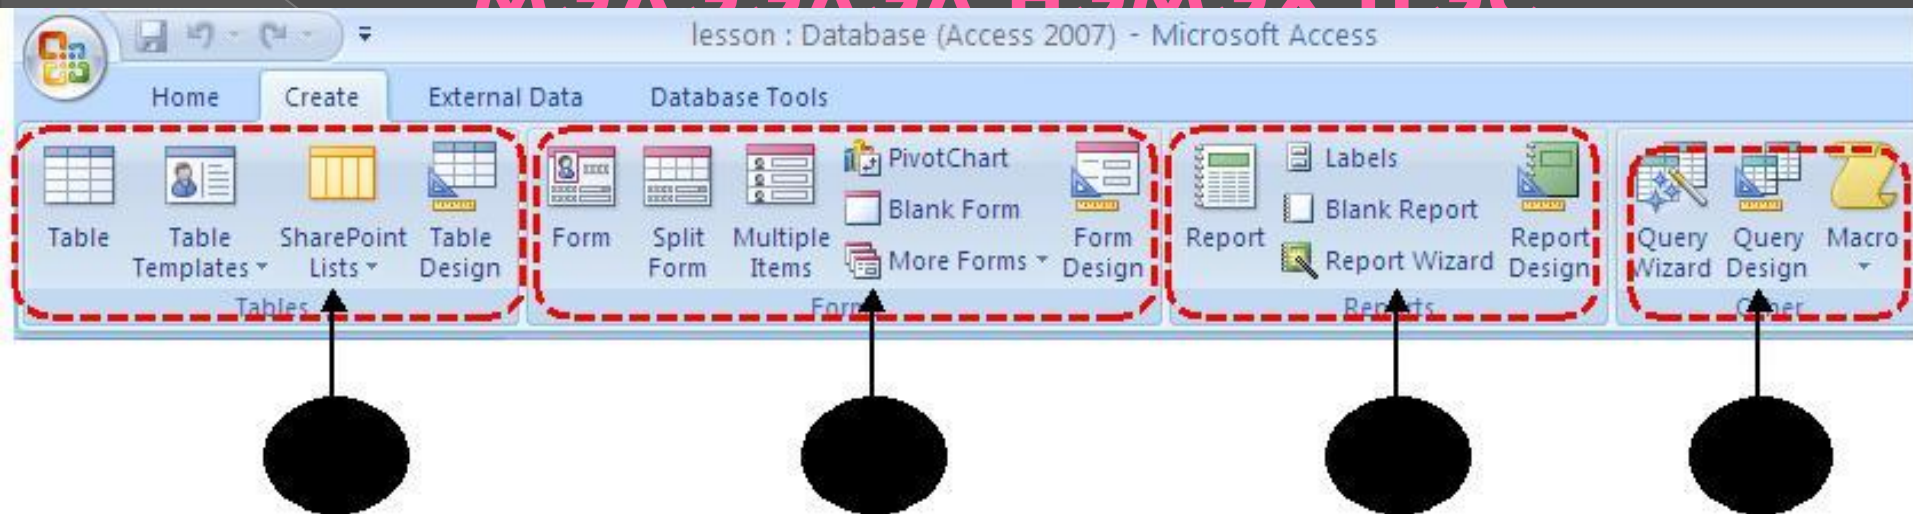 lesson : Database (Access 2007) - Microsoft Access
Home Create External Data Database Tools
Table
Table Templates
SharePoint Lists
Table Design
Tables
Form
Split Form
Multiple Items
PivotChart
Blank Form
More Forms
Form Design
Report
Labels
Blank Report
Report Wizard
Report Design
Reports
Query Wizard
Query Design
Macro